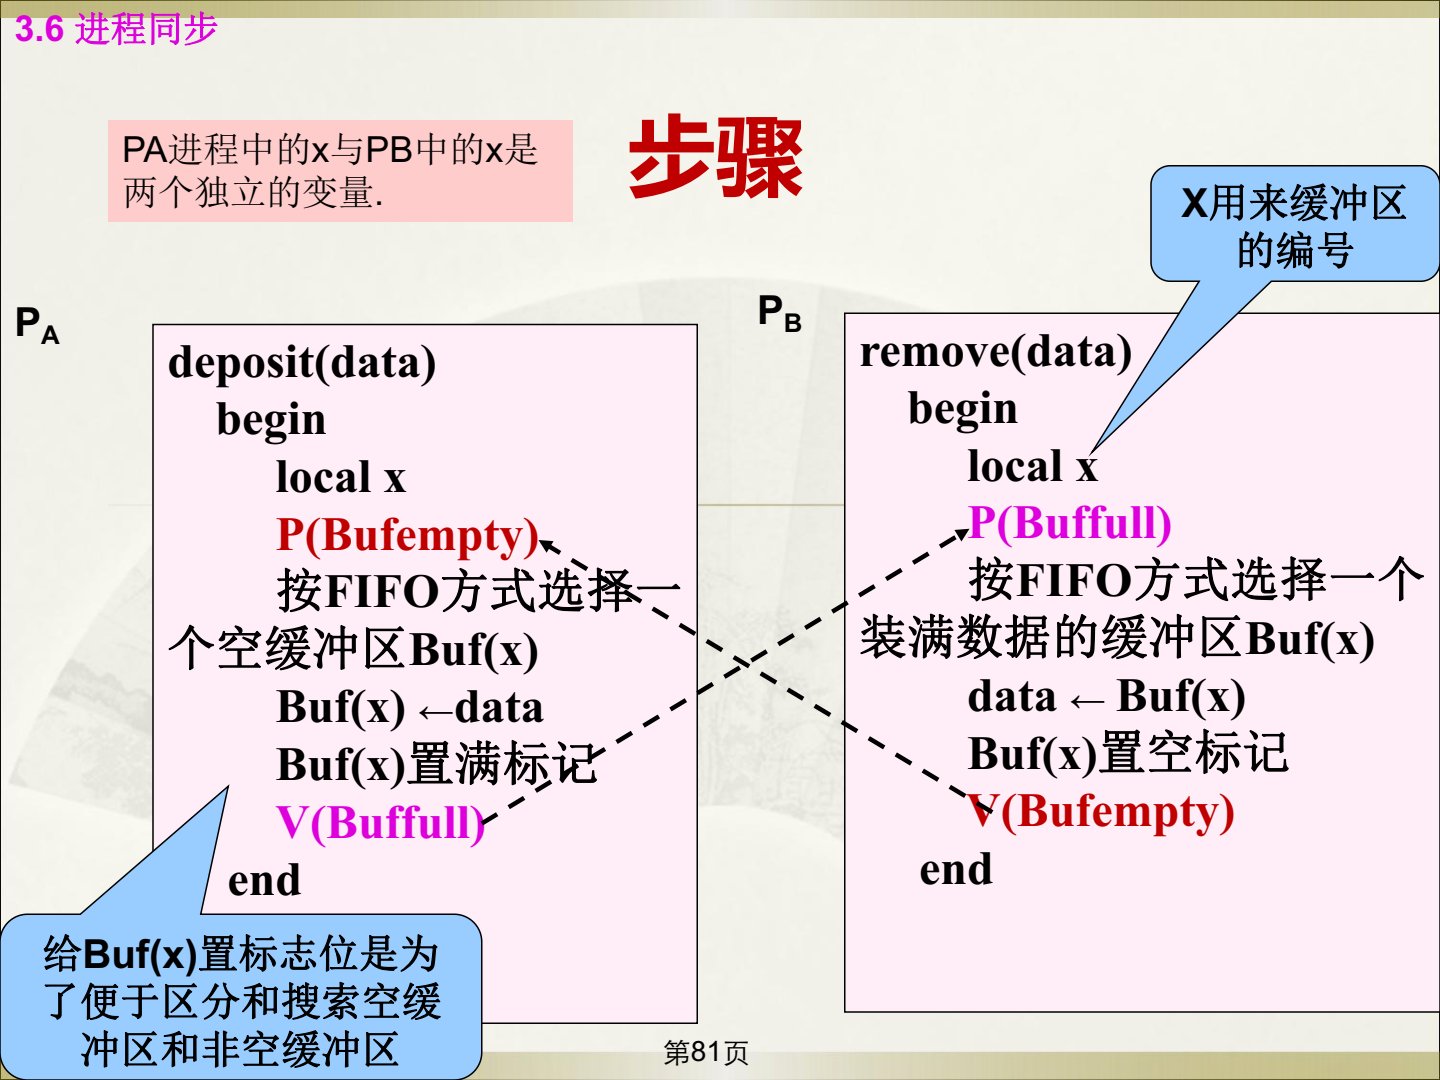 3.6 进程同步
步骤
PA进程中的x与PB中的x是
两个独立的变量.
X用来缓冲区
的编号
PA
deposit(data)
begin
local x
P(Bufempty)
按FIFO方式选择一
个空缓冲区Buf(x)
Buf(x) ←data
Buf(x)置满标记
V(Buffull)
end
给Buf(x)置标志位是为
了便于区分和搜索空缓
冲区和非空缓冲区
PB
remove(data)
begin
local x
P(Buffull)
按FIFO方式选择一个
装满数据的缓冲区Buf(x)
data ← Buf(x)
Buf(x)置空标记
V(Bufempty)
end
第81页